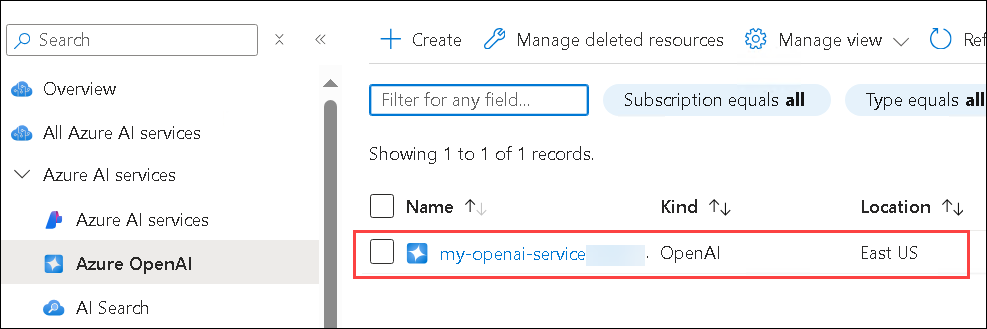 Search
Overview
All Azure AI services
Azure AI services
Azure AI services
Azure OpenAI
AI Search
Create Manage deleted resources Manage view Ref
Filter for any field... Subscription equals all Type equals all
Showing 1 to 1 of 1 records.
Name Kind Location
my-openai-service OpenAI East US